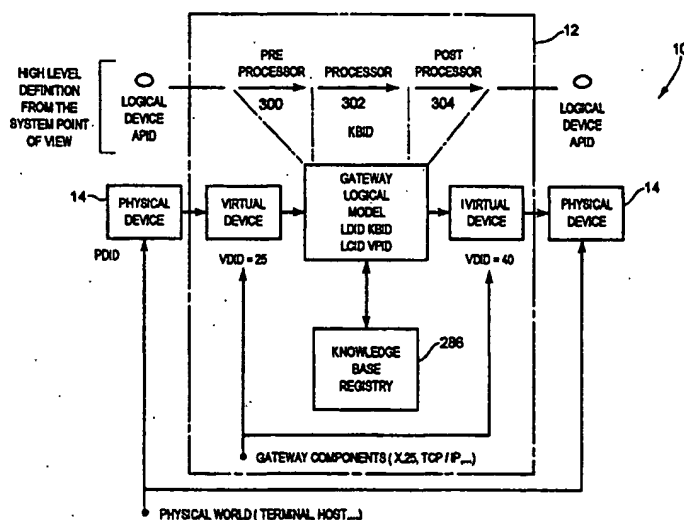 12
10
HIGH LEVEL
DEFINITION
FROM THE
SYSTEM POINT
OF VIEW
LOGICAL
DEVICE
APID
PRE
PROCESSOR
300
PROCESSOR
302
KBID
POST
PROCESSOR
304
LOGICAL
DEVICE
APID
14
PHYSICAL
DEVICE
PDID
VIRTUAL
DEVICE
VDID = 25
GATEWAY
LOGICAL
MODEL
LDID KBID
LCID VPID
IVIRTUAL
DEVICE
VDID = 40
PHYSICAL
DEVICE
14
KNOWLEDGE
BASE
REGISTRY
286
GATEWAY COMPONENTS ( X.25, TCP / IP,...)
PHYSICAL WORLD ( TERMINAL, HOST,...)